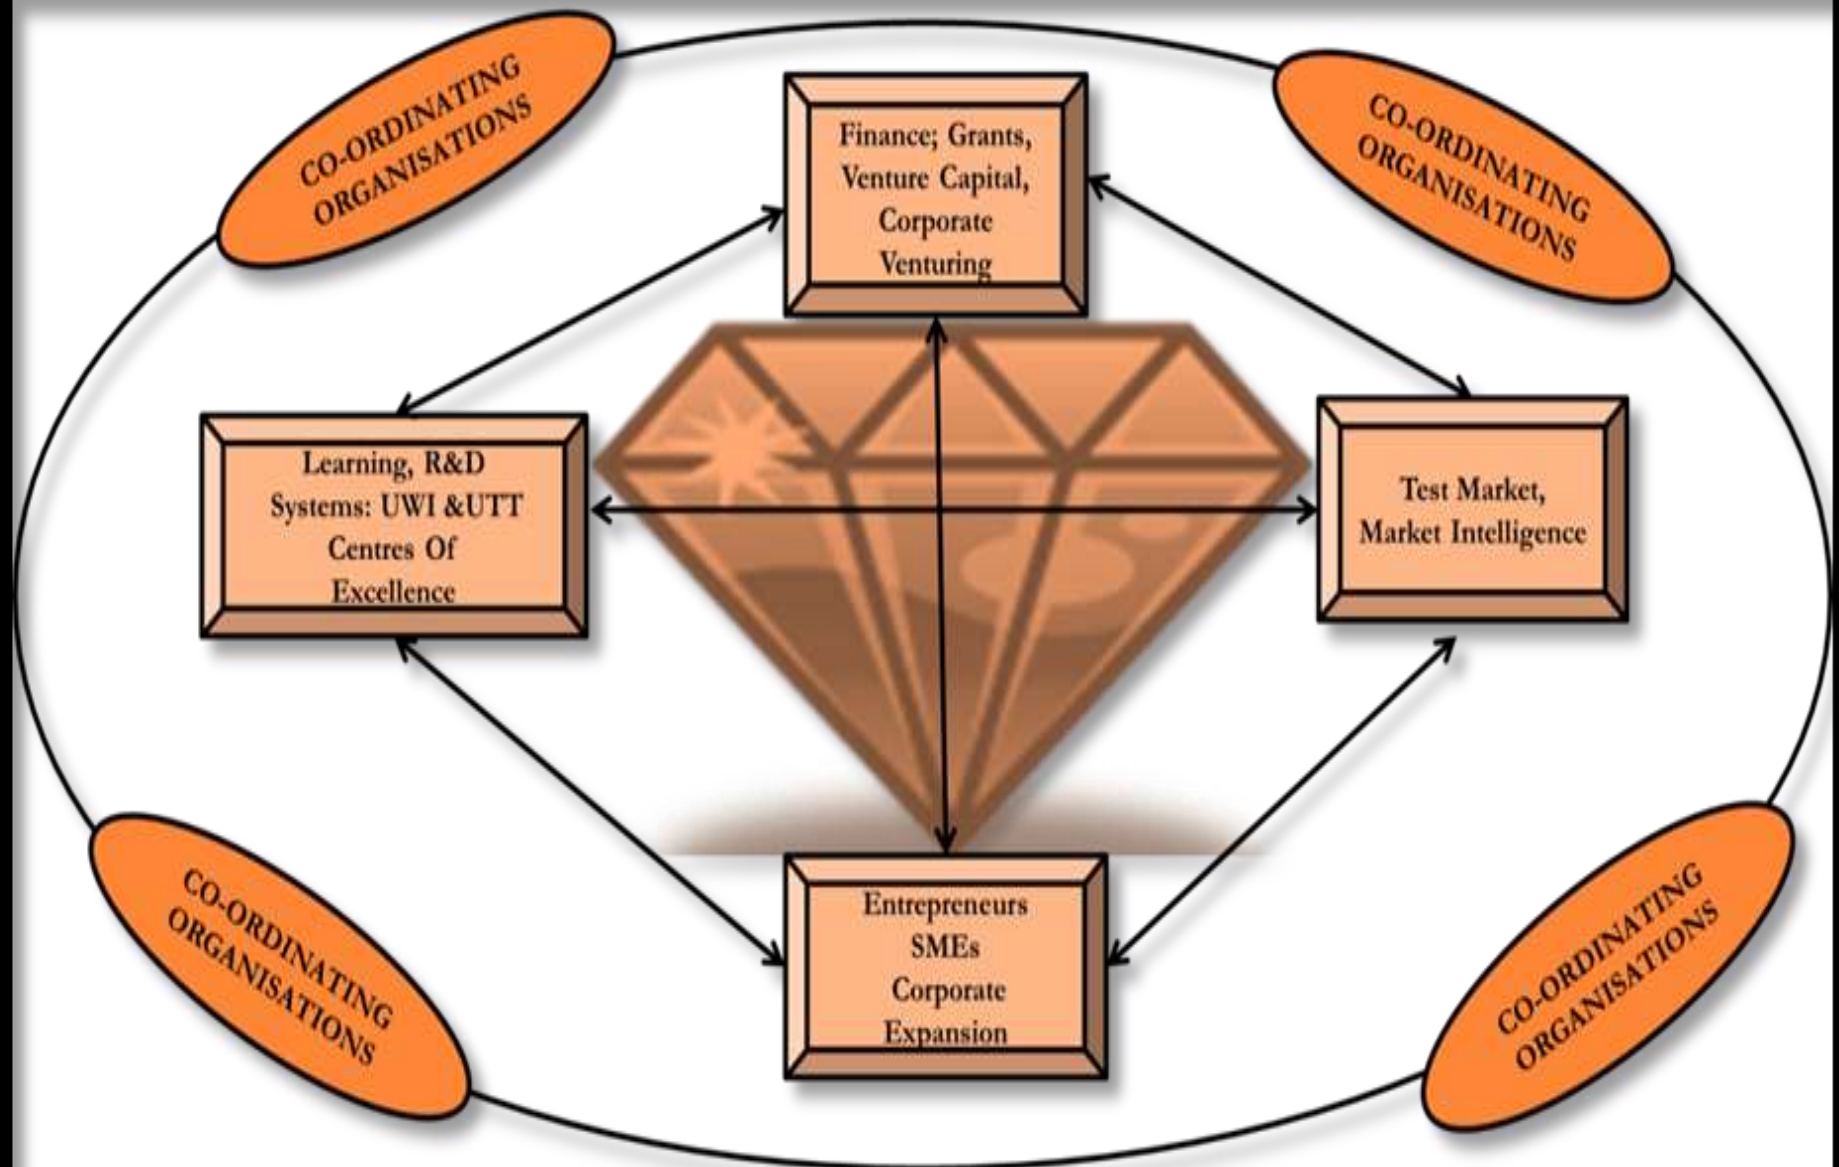 CO-ORDINATING
ORGANISATIONS
CO-ORDINATING
ORGANISATIONS
Finance; Grants,
Venture Capital,
Corporate
Venturing
Learning, R&D
Systems: UWI &UTT
Centres Of
Excellence
Test Market,
Market Intelligence
Entrepreneurs
SMEs
Corporate
Expansion
CO-ORDINATING
ORGANISATIONS
CO-ORDINATING
ORGANISATIONS